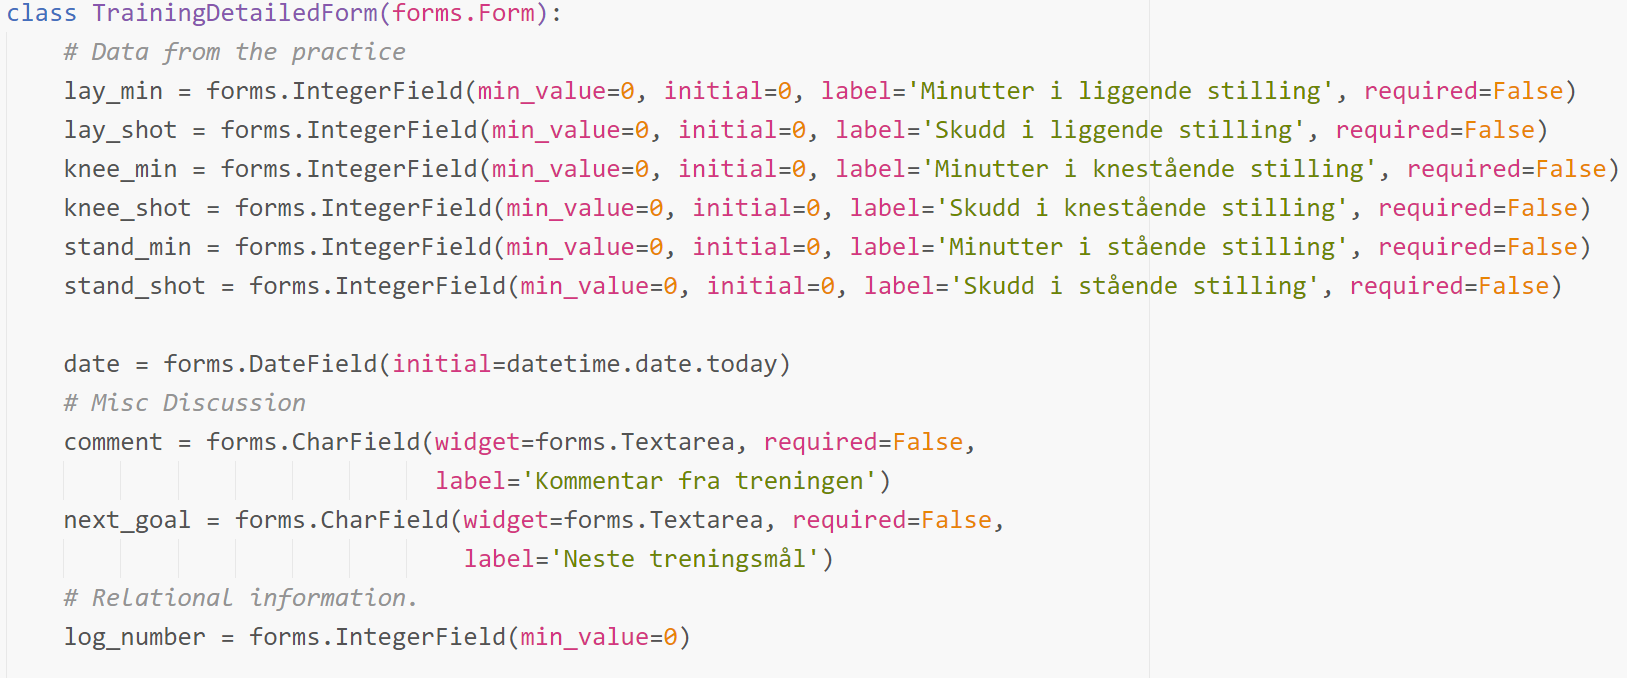 class TrainingDetailedForm(forms.Form):
    # Data from the practice
    lay_min = forms.IntegerField(min_value=0, initial=0, label='Minutter i liggende stilling', required=False)
    lay_shot = forms.IntegerField(min_value=0, initial=0, label='Skudd i liggende stilling', required=False)
    knee_min = forms.IntegerField(min_value=0, initial=0, label='Minutter i knestående stilling', required=False)
    knee_shot = forms.IntegerField(min_value=0, initial=0, label='Skudd i knestående stilling', required=False)
    stand_min = forms.IntegerField(min_value=0, initial=0, label='Minutter i stående stilling', required=False)
    stand_shot = forms.IntegerField(min_value=0, initial=0, label='Skudd i stående stilling', required=False)

    date = forms.DateField(initial=datetime.date.today)
    # Misc Discussion
    comment = forms.CharField(widget=forms.Textarea, required=False,
                              label='Kommentar fra treningen')
    next_goal = forms.CharField(widget=forms.Textarea, required=False,
                                label='Neste treningsmål')
    # Relational information.
    log_number = forms.IntegerField(min_value=0)